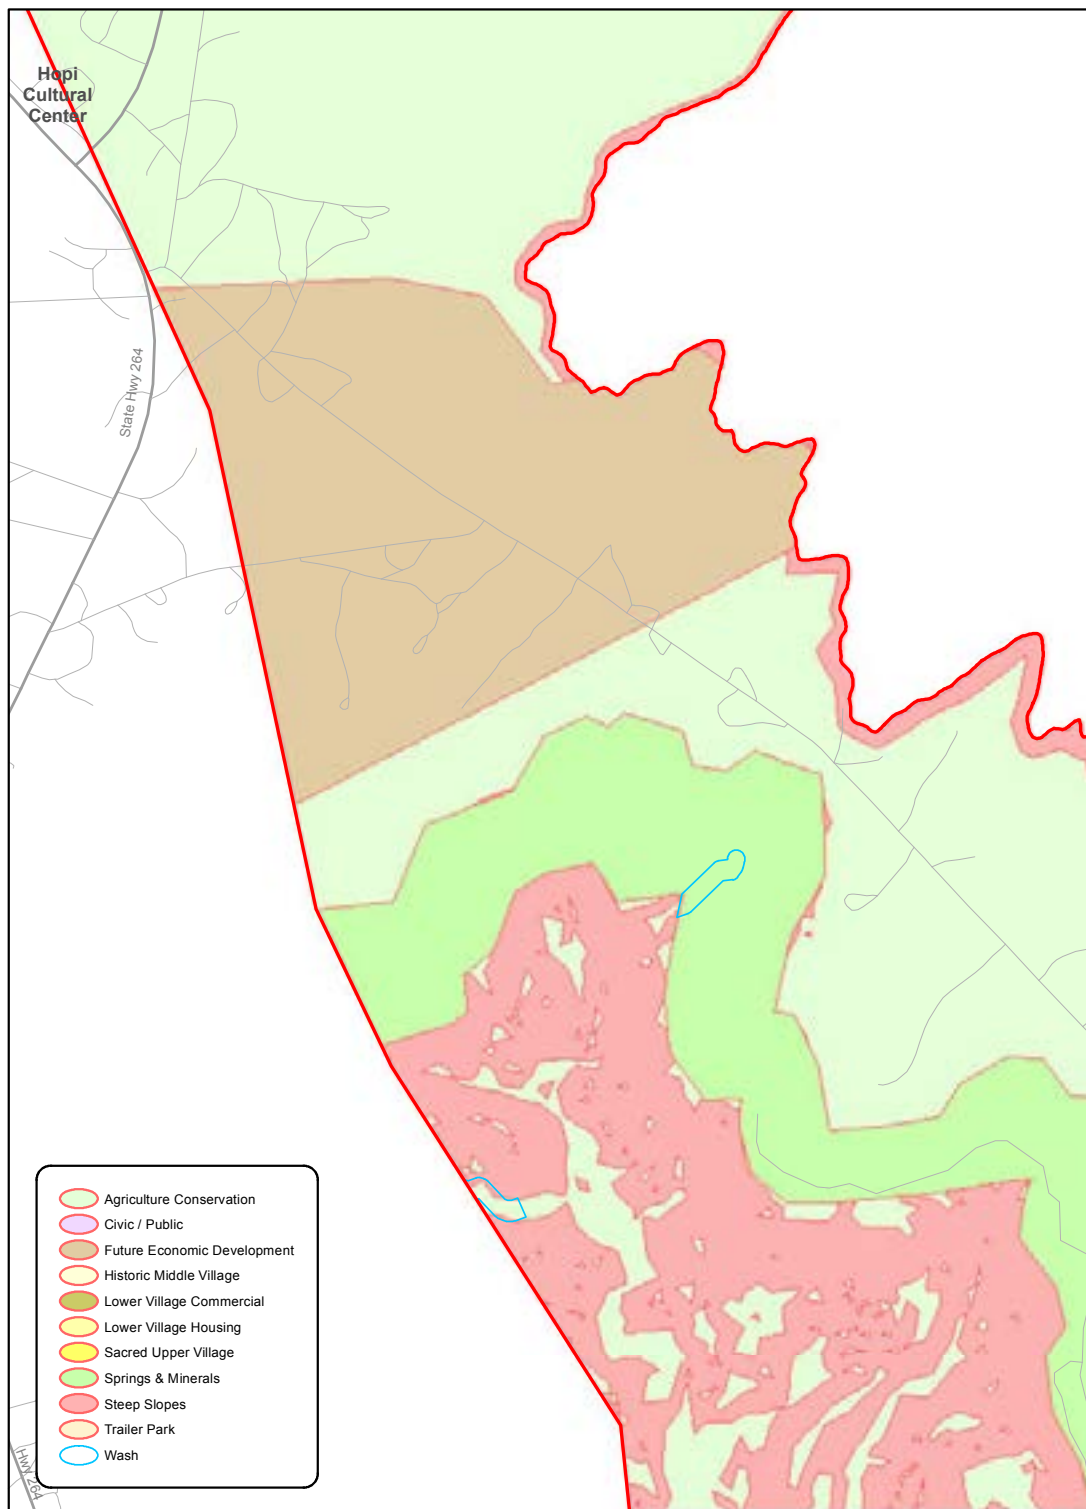 Hopi
Cultural
Center
State Hwy 264
Agriculture Conservation
Civic / Public
Future Economic Development
Historic Middle Village
Lower Village Commercial
Lower Village Housing
Sacred Upper Village
Springs & Minerals
Steep Slopes
Trailer Park
Wash
Hwy 264